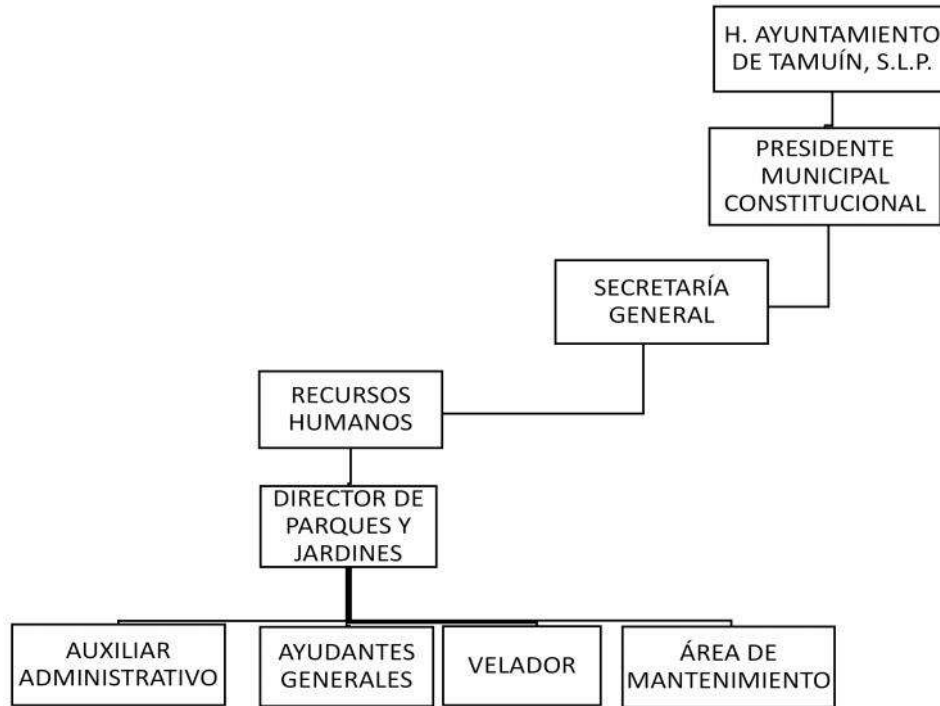 H. AYUNTAMIENTO
DE TAMUÍN, S.L.P.
PRESIDENTE
MUNICIPAL
CONSTITUCIONAL
SECRETARÍA
GENERAL
RECURSOS
HUMANOS
DIRECTOR DE
PARQUES Y
JARDINES
AUXILIAR
ADMINISTRATIVO
AYUDANTES
GENERALES
VELADOR
ÁREA DE
MANTENIMIENTO